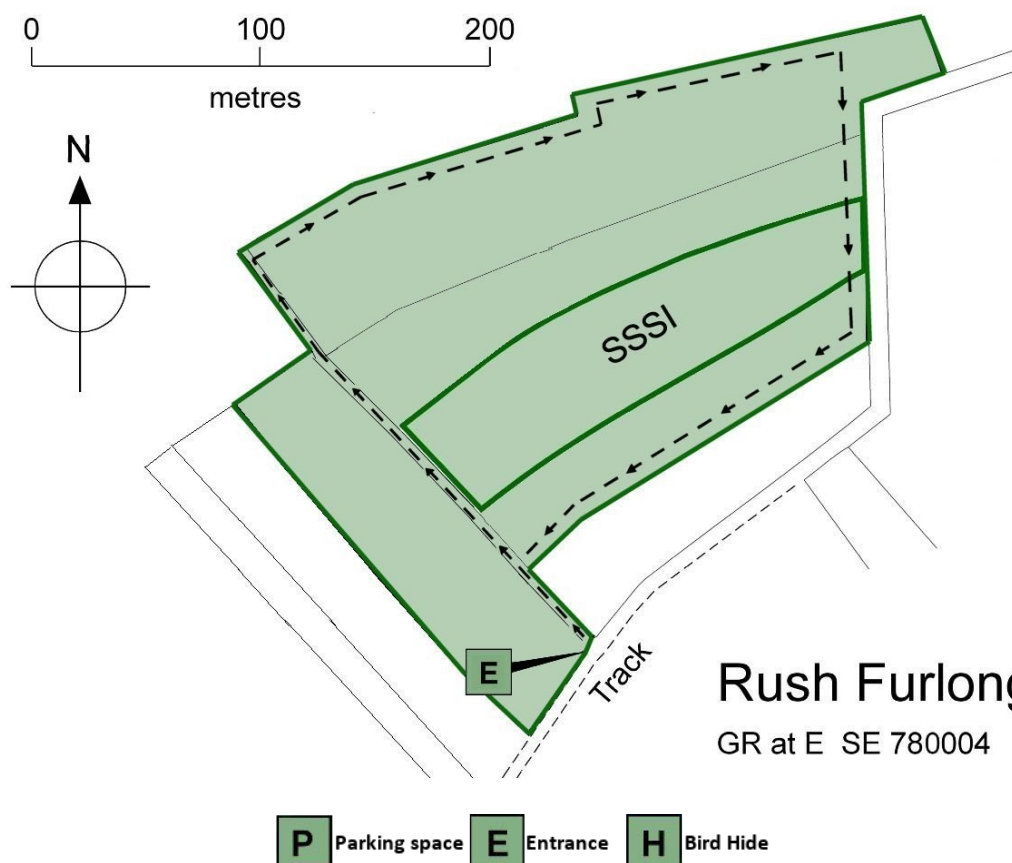 0 100 200
metres
N
SSSI
E
Track
Rush Furlong
GR at E SE 780004
P Parking space E Entrance H Bird Hide